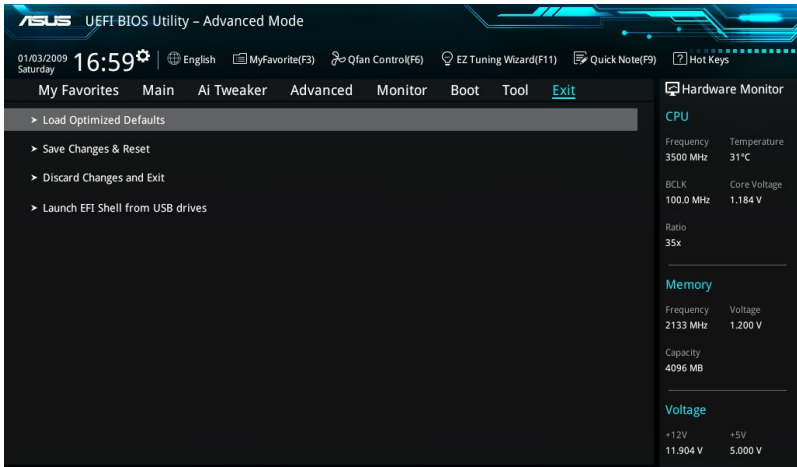 ASUS UEFI BIOS Utility – Advanced Mode
01/03/2009
Saturday
16:59
English MyFavorite(F3) Qfan Control(F6) EZ Tuning Wizard(F11) Quick Note(F9) ? Hot Keys
My Favorites Main Ai Tweaker Advanced Monitor Boot Tool Exit
> Load Optimized Defaults
> Save Changes & Reset
> Discard Changes and Exit
> Launch EFI Shell from USB drives
Hardware Monitor
CPU
Frequency Temperature
3500 MHz 31°C
BCLK Core Voltage
100.0 MHz 1.184 V
Ratio
35x
Memory
Frequency Voltage
2133 MHz 1.200 V
Capacity
4096 MB
Voltage
+12V +5V
11.904 V 5.000 V